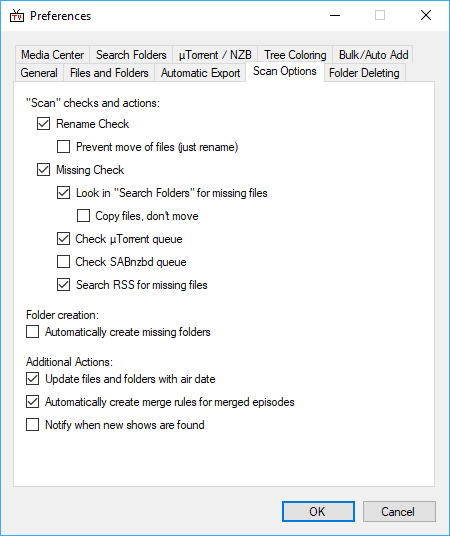 TV Preferences
Media Center Search Folders µTorrent / NZB Tree Coloring Bulk/Auto Add
General Files and Folders Automatic Export Scan Options Folder Deleting
"Scan" checks and actions:
Rename Check
Prevent move of files (just rename)
Missing Check
Look in "Search Folders" for missing files
Copy files, don't move
Check µTorrent queue
Check SABnzbd queue
Search RSS for missing files
Folder creation:
Automatically create missing folders
Additional Actions:
Update files and folders with air date
Automatically create merge rules for merged episodes
Notify when new shows are found
OK Cancel